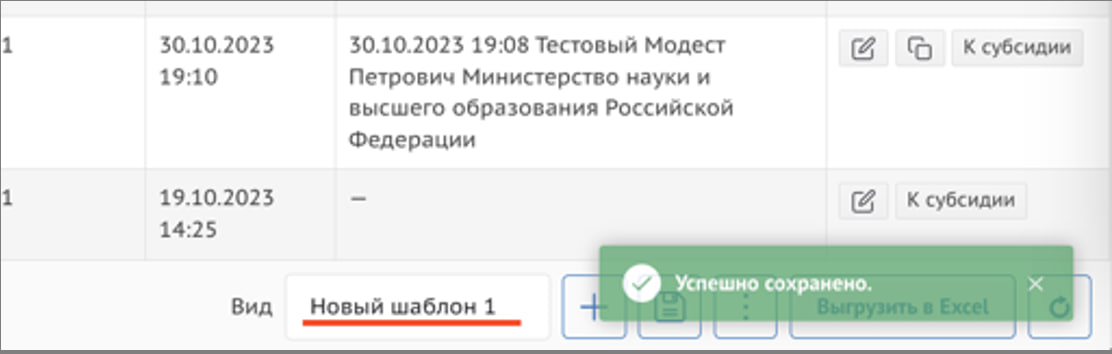 1
30.10.2023
19:10
30.10.2023 19:08 Тестовый Модест
Петрович Министерство науки и
высшего образования Российской
Федерации
К субсидии
1
19.10.2023
14:25
—
К субсидии
Успешно сохранено.
Вид
Новый шаблон 1
Выгрузить в Excel